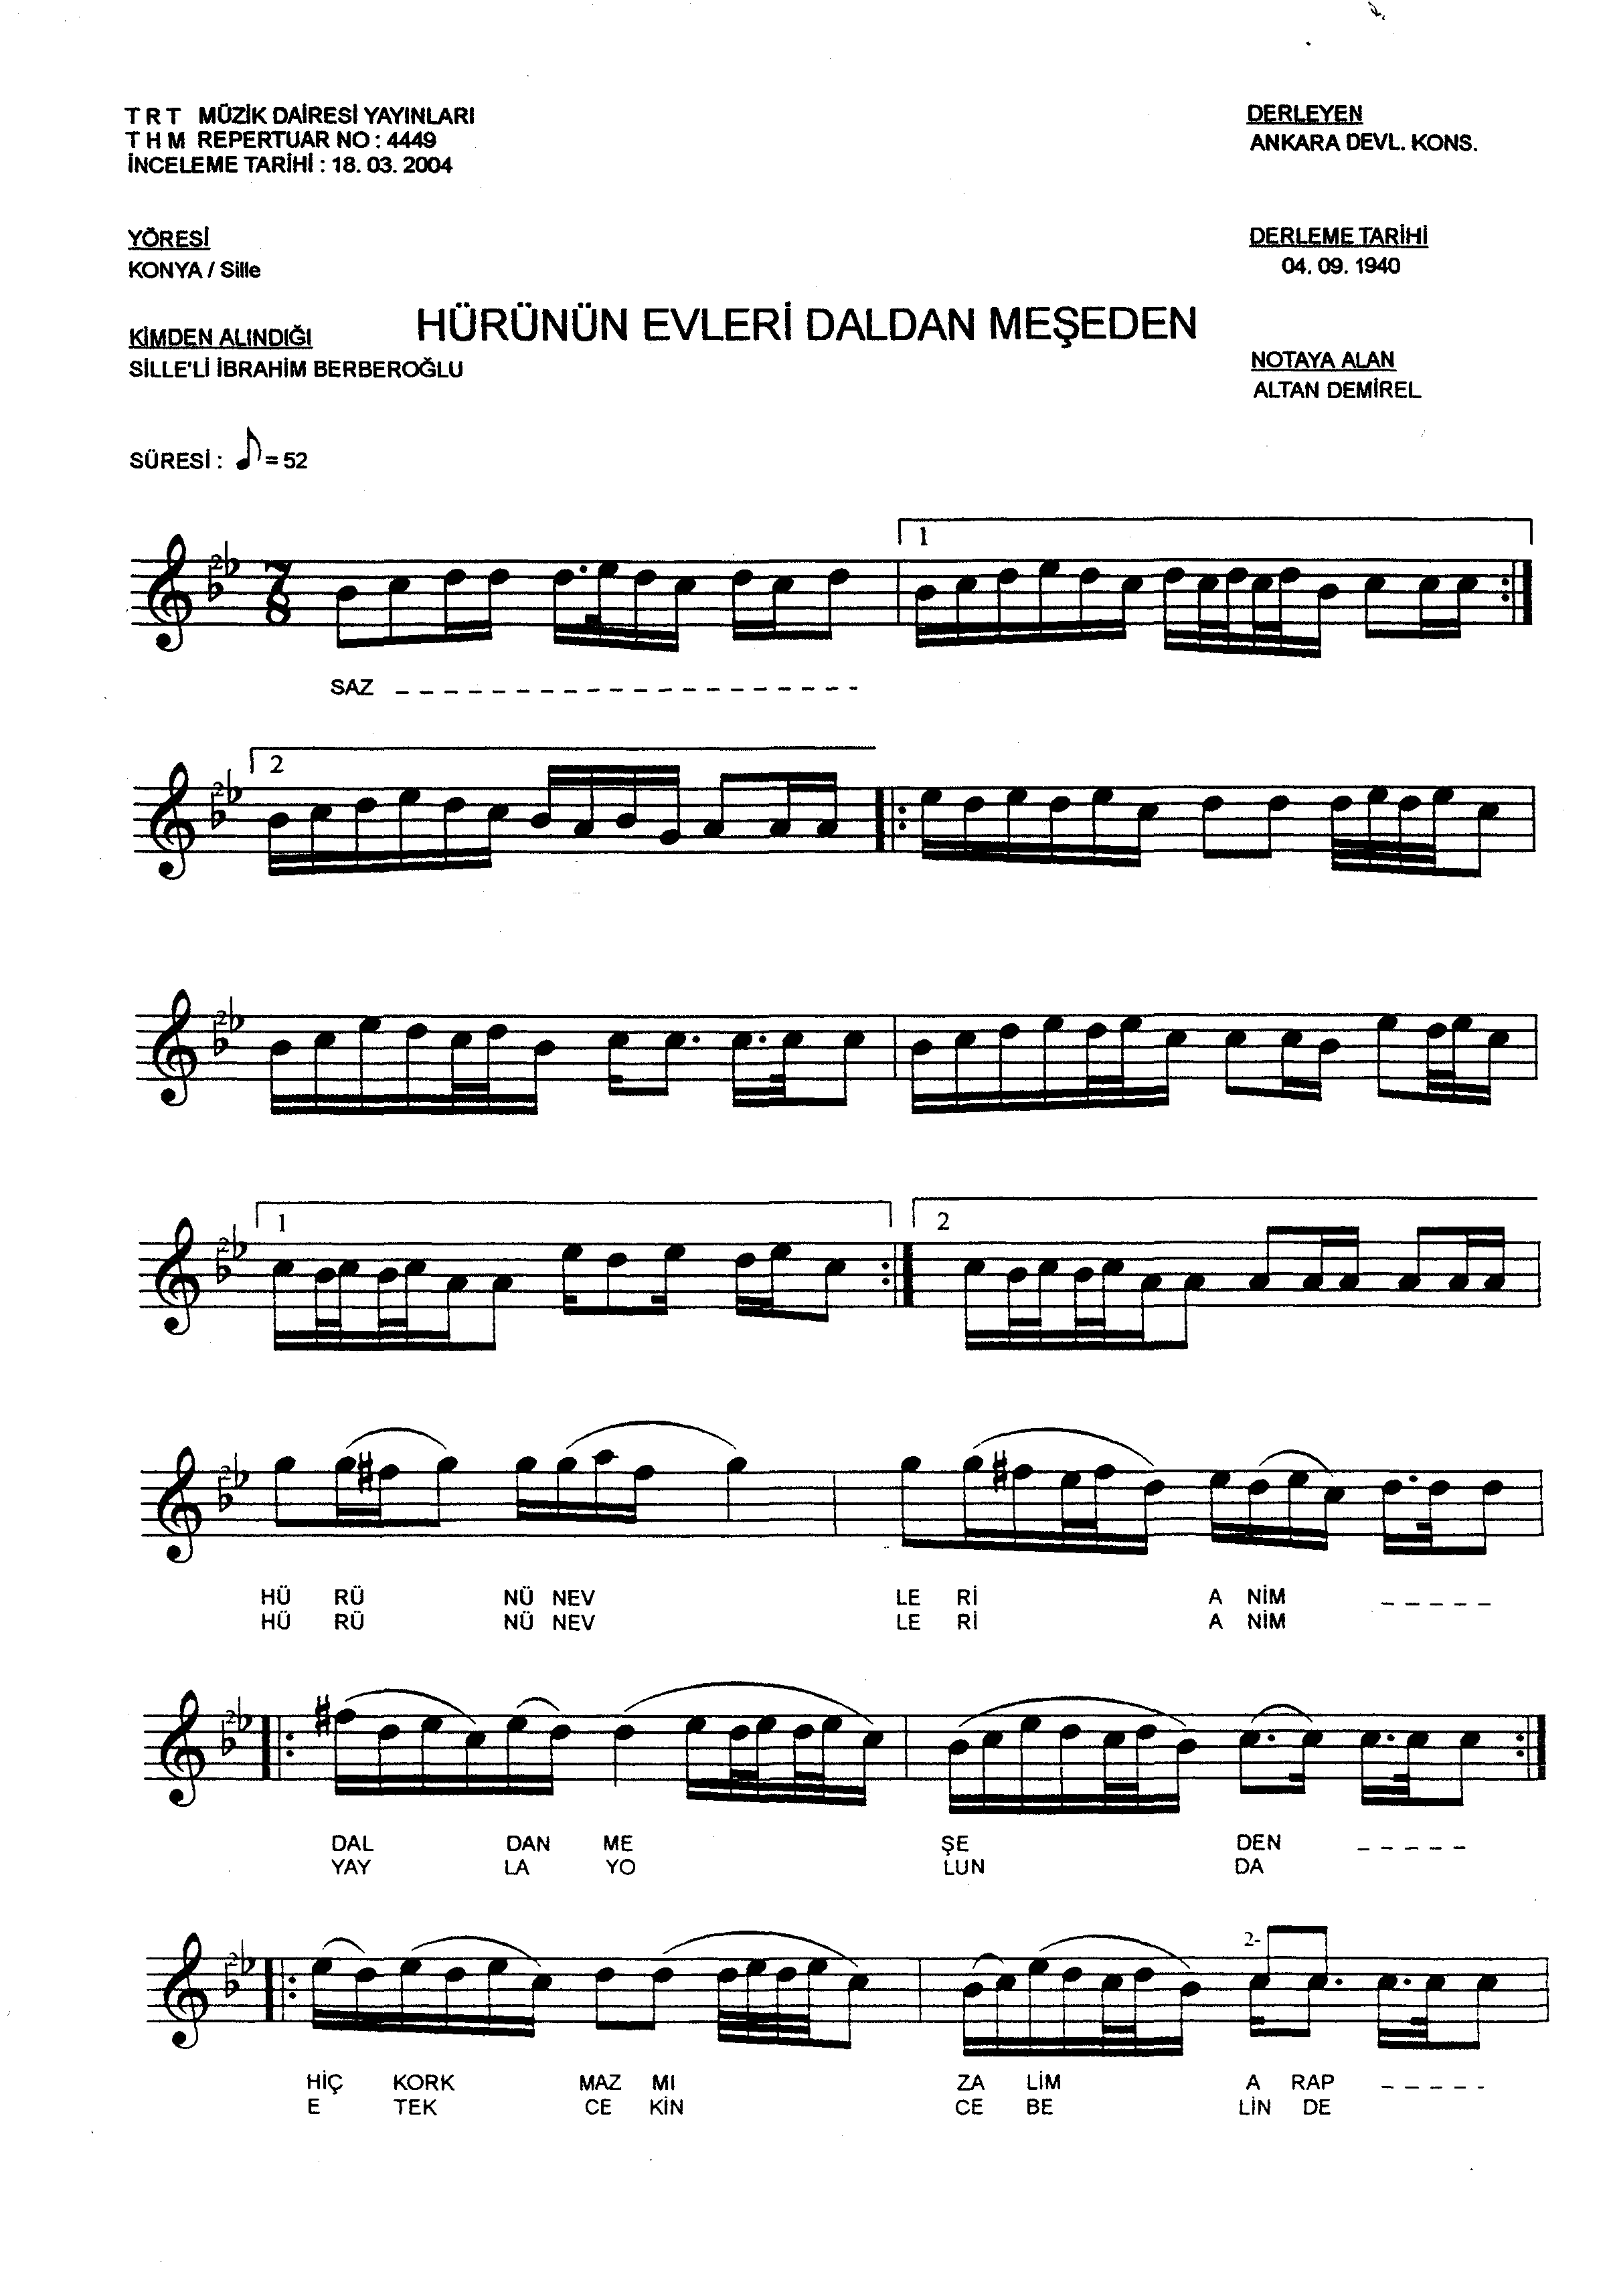 T R T MÜZİK DAİRESİ YAYINLARI
T H M REPERTUAR NO : 4449
İNCELEME TARİHİ : 18. 03. 2004
DERLEYEN
ANKARA DEVL. KONS.
YÖRESİ
KONYA / Sille
DERLEME TARİHİ
04. 09. 1940
HÜRÜNÜN EVLERİ DALDAN MEŞEDEN
KİMDEN ALINDIĞI
SİLLE'Lİ İBRAHİM BERBEROĞLU
NOTAYA ALAN
ALTAN DEMİREL
SÜRESİ : ♪ = 52
1
SAZ _ _ _ _ _ _ _ _ _ _ _ _ _ _ _ _ _ _ _ _
2
1 2
HÜ RÜ NÜ NEV LE Rİ A NİM _ _ _ _ _
HÜ RÜ NÜ NEV LE Rİ A NİM
DAL DAN ME ŞE DEN _ _ _ _ _
YAY LA YO LUN DA
2-
HİÇ KORK MAZ MI ZA LİM A RAP _ _ _ _ _
E TEK CE KİN CE BE LİN DE